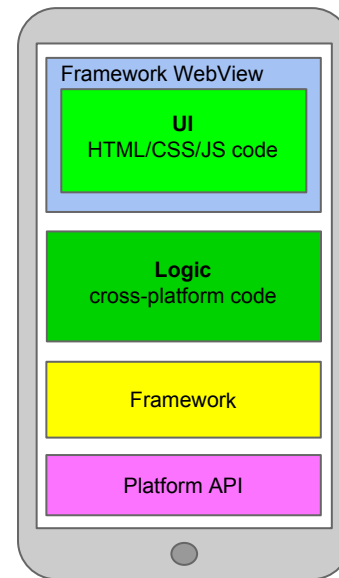 Framework WebView
UI
HTML/CSS/JS code
Logic
cross-platform code
Framework
Platform API